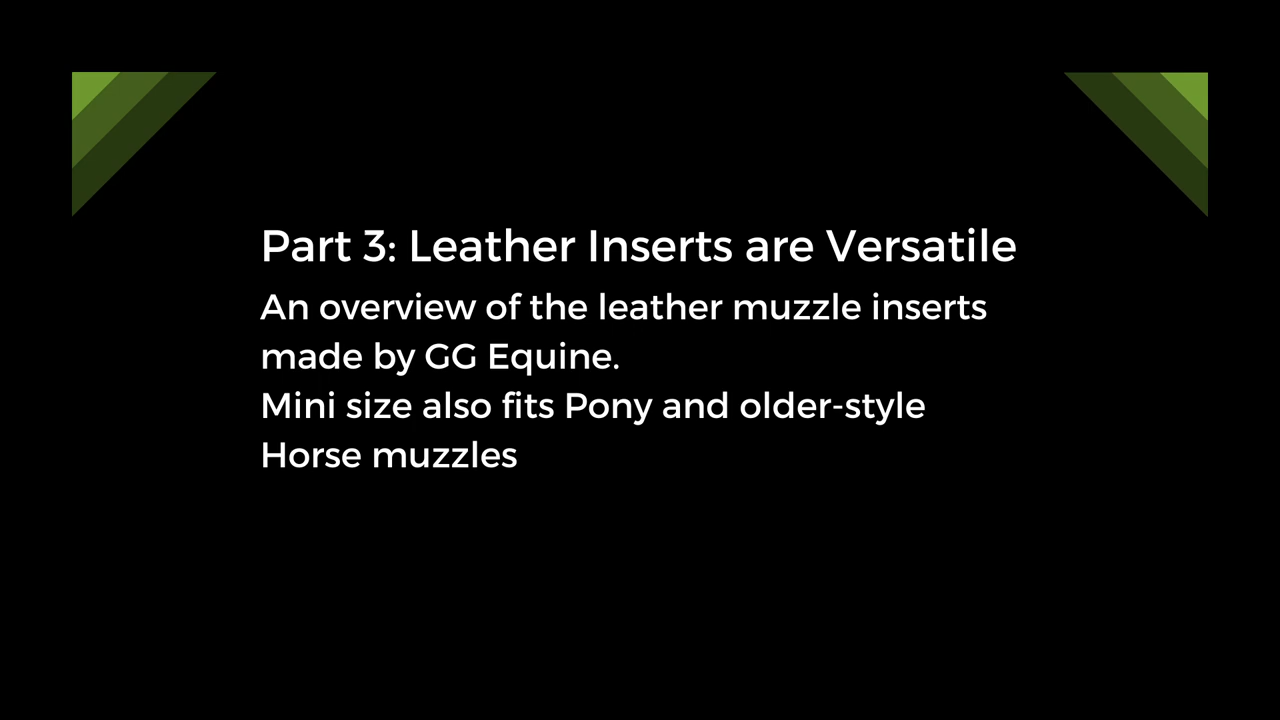 Part 3: Leather Inserts are Versatile
An overview of the leather muzzle inserts
made by GG Equine.
Mini size also fits Pony and older-style
Horse muzzles